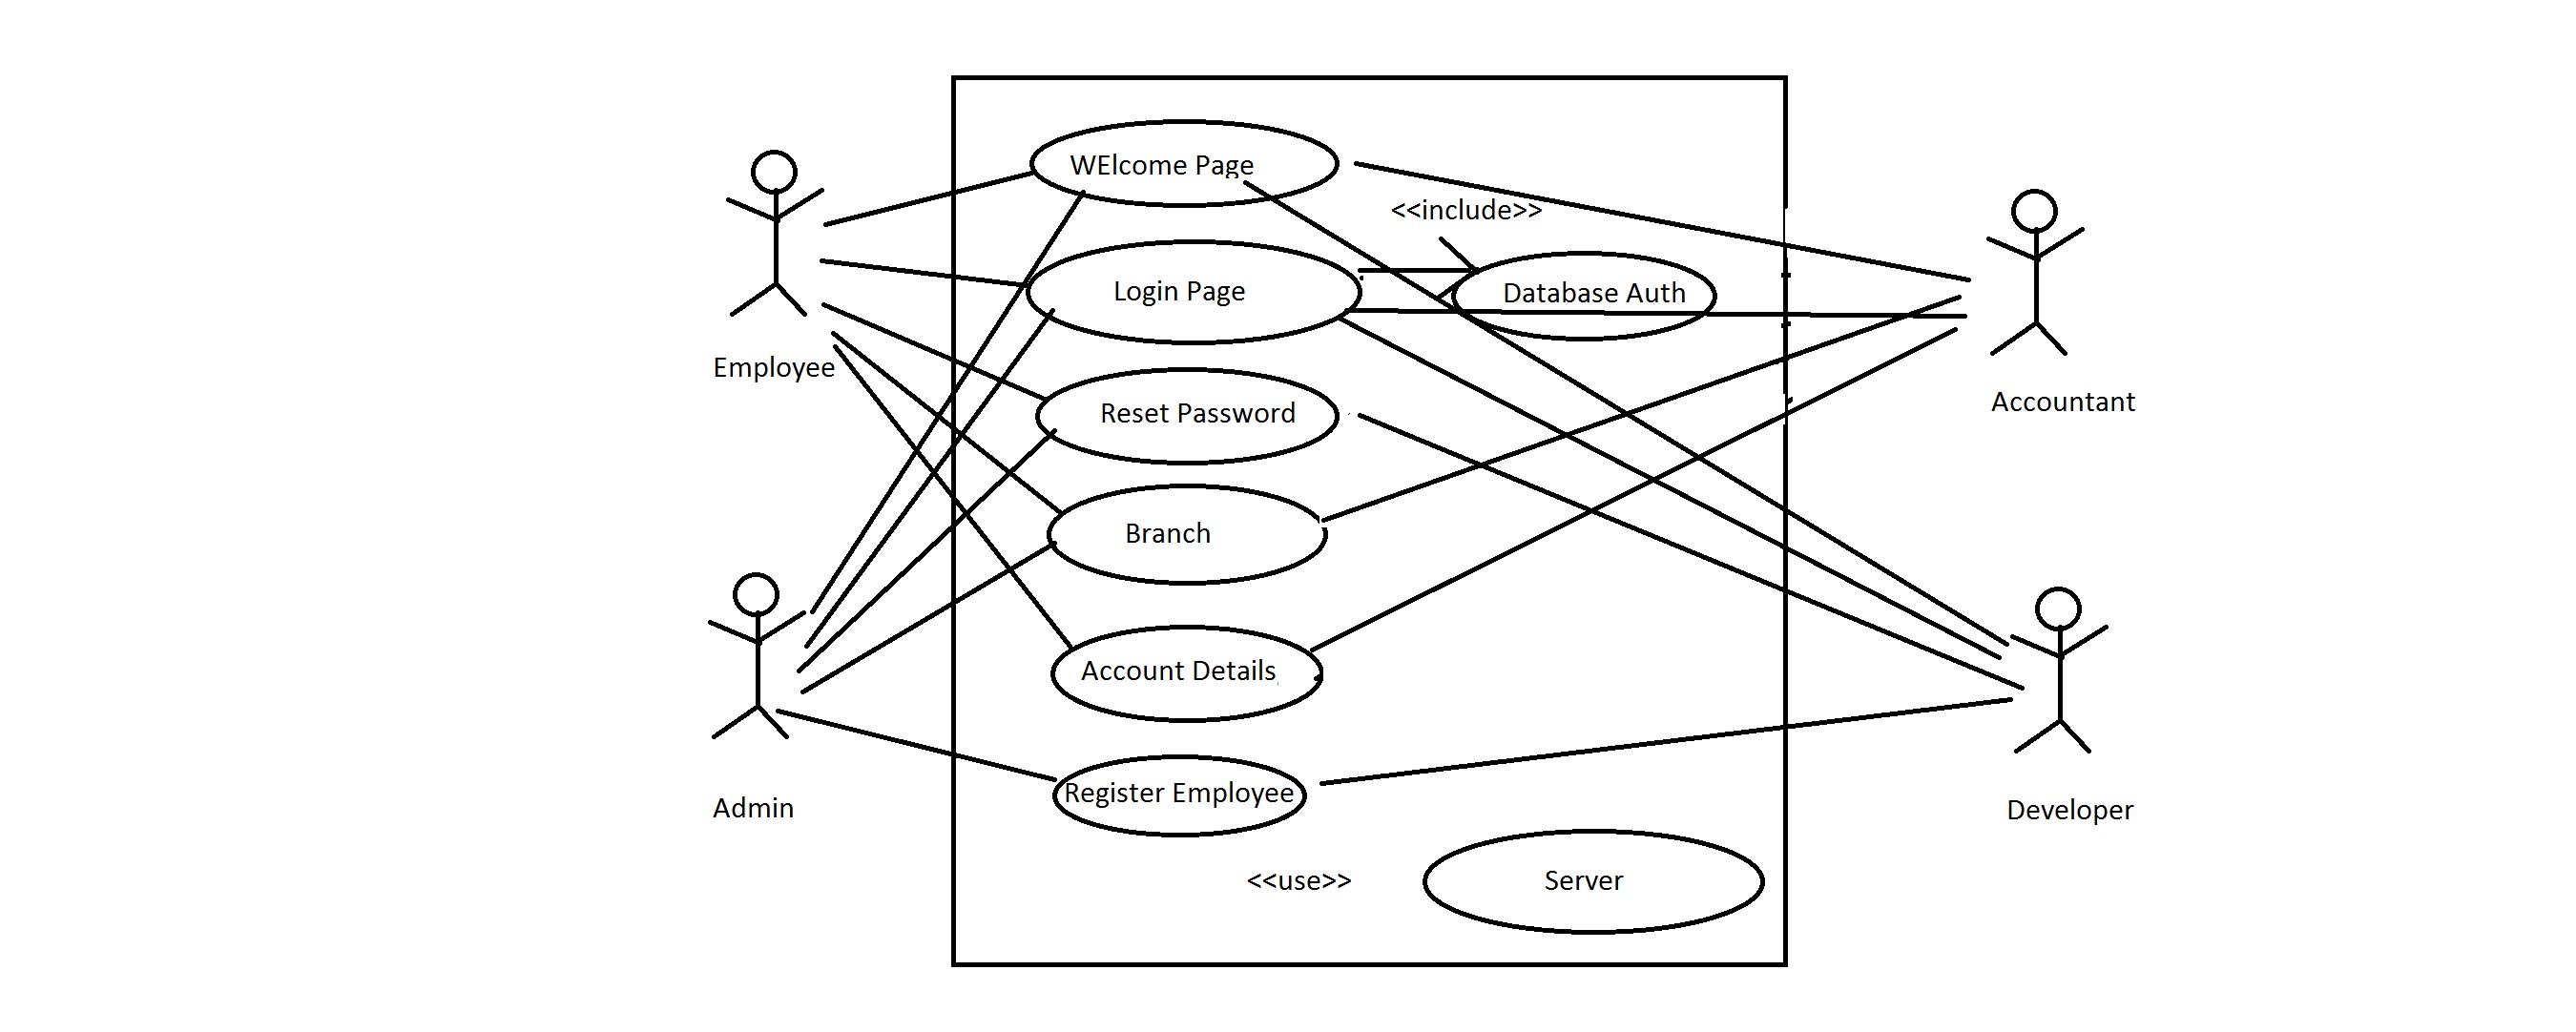 WElcome Page
<<include>>
Login Page
Database Auth
Employee
Accountant
Reset Password
Branch
Account Details
Register Employee
Admin
Developer
<<use>>
Server